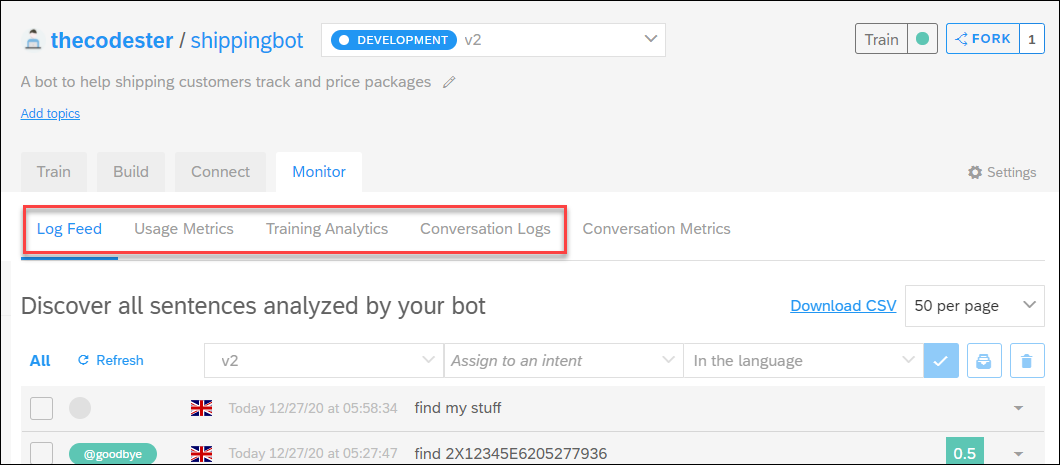 thecodester / shippingbot DEVELOPMENT v2 Train FORK 1
A bot to help shipping customers track and price packages
Add topics
Train Build Connect Monitor Settings
Log Feed Usage Metrics Training Analytics Conversation Logs Conversation Metrics
Discover all sentences analyzed by your bot Download CSV 50 per page
All Refresh v2 Assign to an intent In the language
Today 12/27/20 at 05:58:34 find my stuff
@goodbye Today 12/27/20 at 05:27:47 find 2X12345E6205277936 0.5